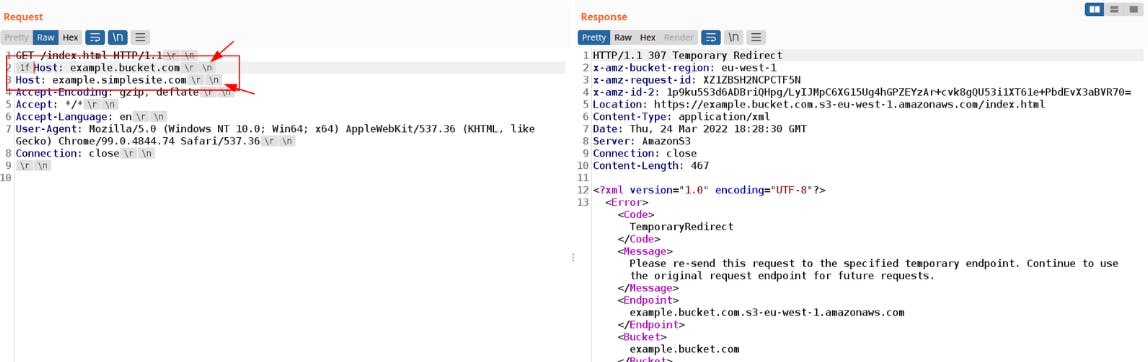 Request
Pretty Raw Hex \n
1 GET /index.html HTTP/1.1 \r \n
2 1f Host: example.bucket.com \r \n
3 Host: example.simplesite.com \r \n
4 Accept-Encoding: gzip, deflate \r \n
5 Accept: */* \r \n
6 Accept-Language: en \r \n
7 User-Agent: Mozilla/5.0 (Windows NT 10.0; Win64; x64) AppleWebKit/537.36 (KHTML, like
Gecko) Chrome/99.0.4844.74 Safari/537.36 \r \n
8 Connection: close \r \n
9 \r \n
10
Response
Pretty Raw Hex Render \n
1 HTTP/1.1 307 Temporary Redirect
2 x-amz-bucket-region: eu-west-1
3 x-amz-request-id: XZ1ZBSH2NCPCTF5N
4 x-amz-id-2: 1p9ku5S3d6ADBriQHpg/LyIJMpC6XG15Ug4hGPZEYzAr+cvk8gQU53i1XT61e+PbdEvX3aBVR70=
5 Location: https://example.bucket.com.s3-eu-west-1.amazonaws.com/index.html
6 Content-Type: application/xml
7 Date: Thu, 24 Mar 2022 18:28:30 GMT
8 Server: AmazonS3
9 Connection: close
10 Content-Length: 467
11
12 <?xml version="1.0" encoding="UTF-8"?>
13 <Error>
<Code>
TemporaryRedirect
</Code>
<Message>
Please re-send this request to the specified temporary endpoint. Continue to use
the original request endpoint for future requests.
</Message>
<Endpoint>
example.bucket.com.s3-eu-west-1.amazonaws.com
</Endpoint>
<Bucket>
example.bucket.com
</Bucket>